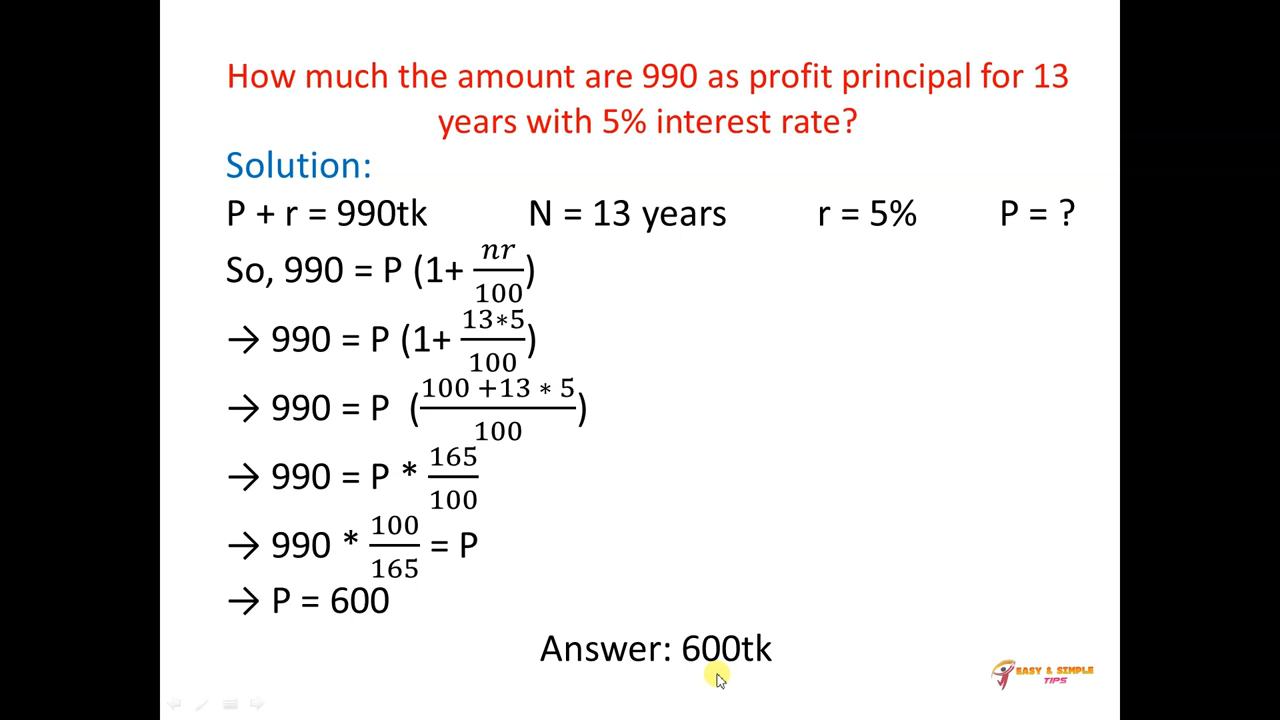 How much the amount are 990 as profit principal for 13
years with 5% interest rate?
Solution:
P + r = 990tk N = 13 years r = 5% P = ?
So, 990 = P (1+ nr/100)
→ 990 = P (1+ 13*5/100)
→ 990 = P (100 +13 * 5/100)
→ 990 = P * 165/100
→ 990 * 100/165 = P
→ P = 600
Answer: 600tk
EASY & SIMPLE
TIPS